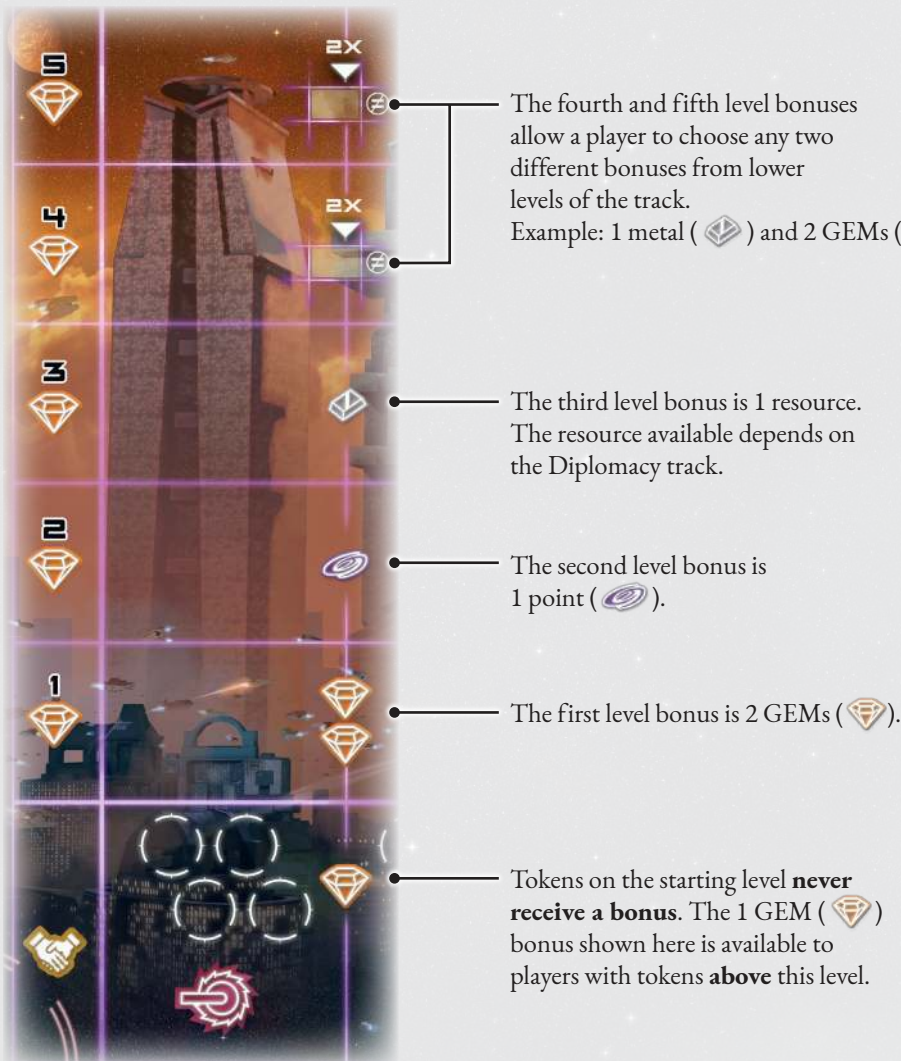 5
2X
The fourth and fifth level bonuses
allow a player to choose any two
different bonuses from lower
levels of the track.
Example: 1 metal ( ) and 2 GEMs (
4
2X
3
The third level bonus is 1 resource.
The resource available depends on
the Diplomacy track.
2
The second level bonus is
1 point ( ).
1
The first level bonus is 2 GEMs ( ).
Tokens on the starting level never
receive a bonus. The 1 GEM ( )
bonus shown here is available to
players with tokens above this level.